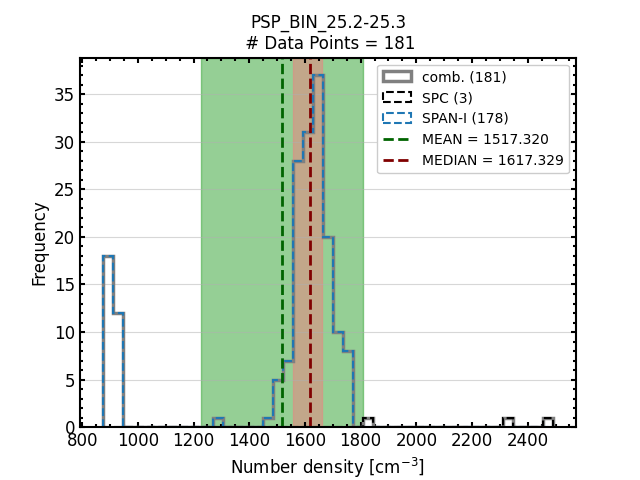 PSP_BIN_25.2-25.3
# Data Points = 181
comb. (181)
SPC (3)
SPAN-I (178)
MEAN = 1517.320
MEDIAN = 1617.329
Frequency
35
30
25
20
15
10
5
0
800 1000 1200 1400 1600 1800 2000 2200 2400
Number density [cm⁻³]